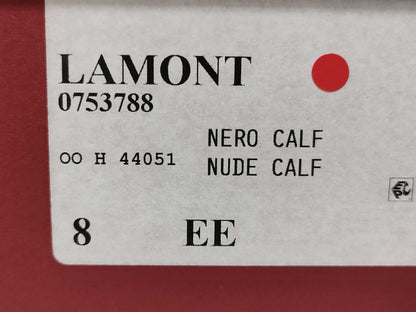 LAMONT
0753788
NERO CALF
OO H 44051 NUDE CALF
8 EE